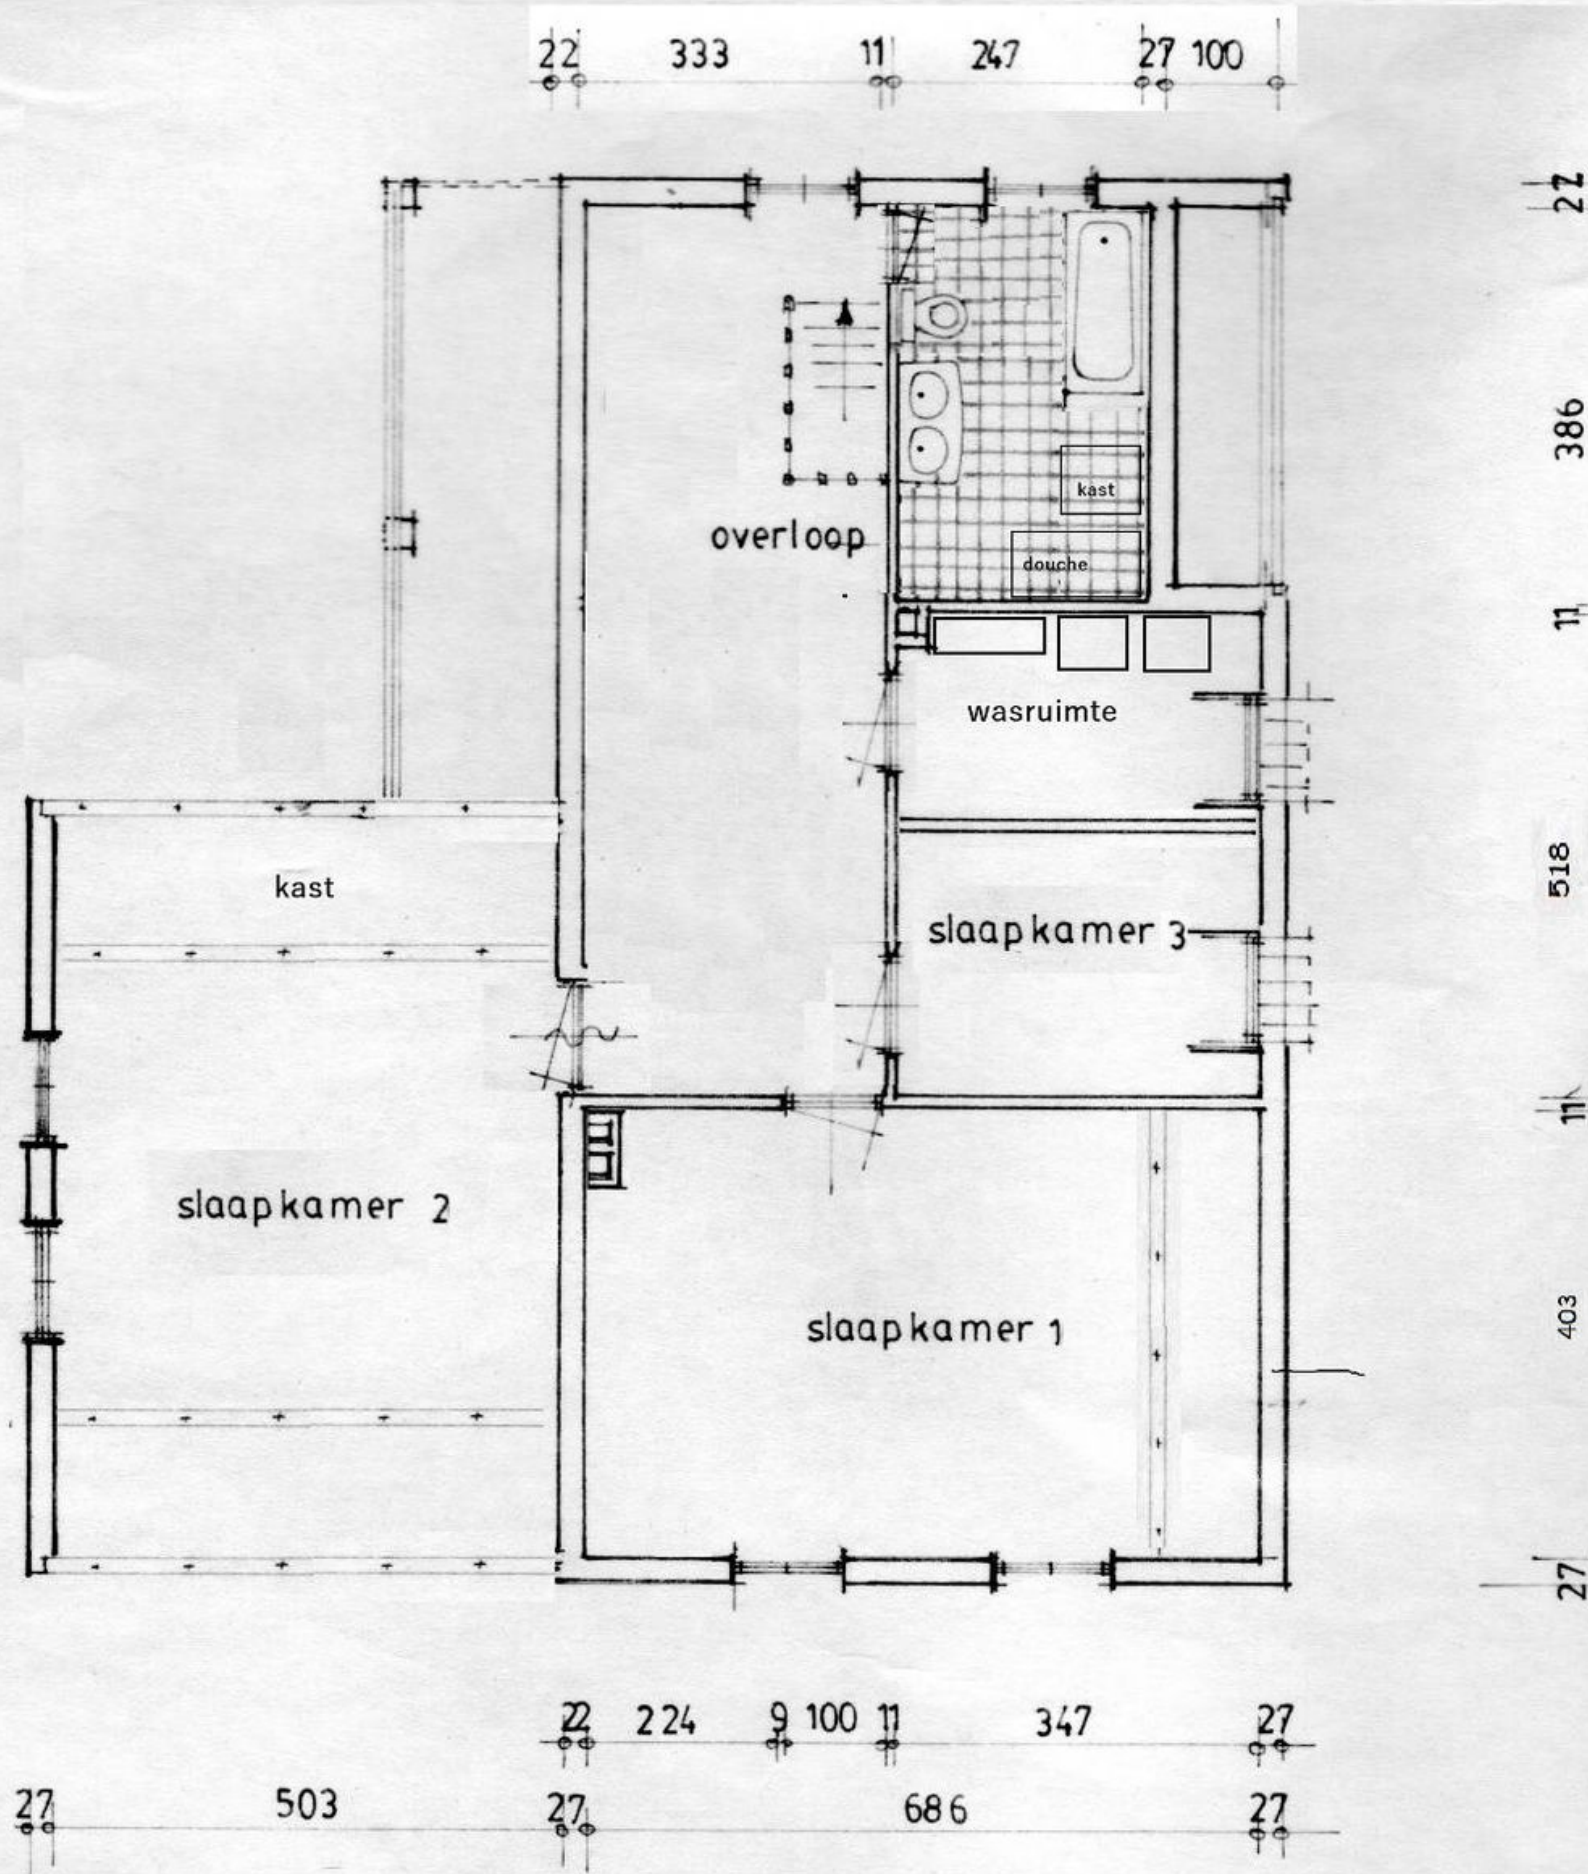 22 333 11 247 27 100
27
386
kast
overloop
douche
11
wasruimte
518
kast
slaapkamer 3
11
slaapkamer 2
slaapkamer 1
403
27
22 224 9 100 11 347 27
27 503 27 686 27